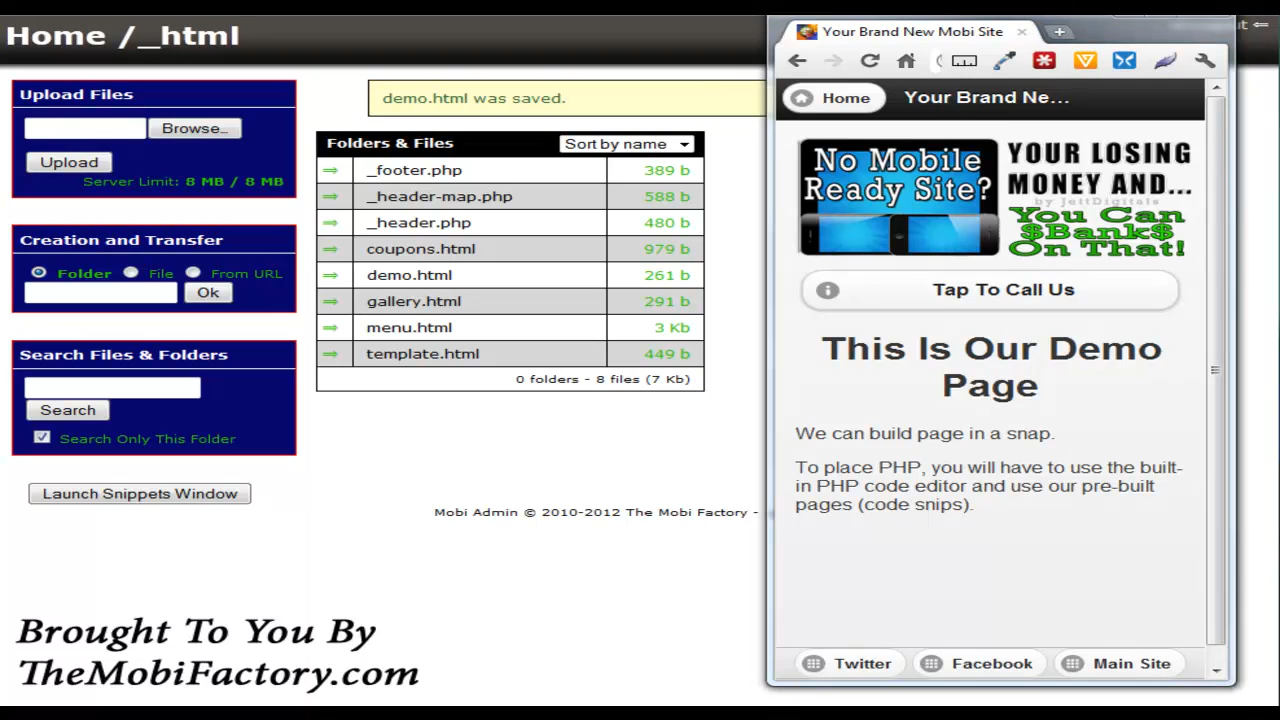 Home /_html
Upload Files
Browse...
Upload
Server Limit: 8 MB / 8 MB
Creation and Transfer
Folder File From URL
Ok
Search Files & Folders
Search
Search Only This Folder
Launch Snippets Window
demo.html was saved.
Folders & Files Sort by name
_footer.php 389 b
_header-map.php 588 b
_header.php 480 b
coupons.html 979 b
demo.html 261 b
gallery.html 291 b
menu.html 3 Kb
template.html 449 b
0 folders - 8 files (7 Kb)
Mobi Admin © 2010-2012 The Mobi Factory -
Brought To You By
TheMobiFactory.com
Your Brand New Mobi Site
Home Your Brand Ne...
No Mobile
Ready Site?
YOUR LOSING
MONEY AND...
by JettDigitals
You Can
$Bank$
On That!
Tap To Call Us
This Is Our Demo
Page
We can build page in a snap.
To place PHP, you will have to use the built-
in PHP code editor and use our pre-built
pages (code snips).
Twitter Facebook Main Site